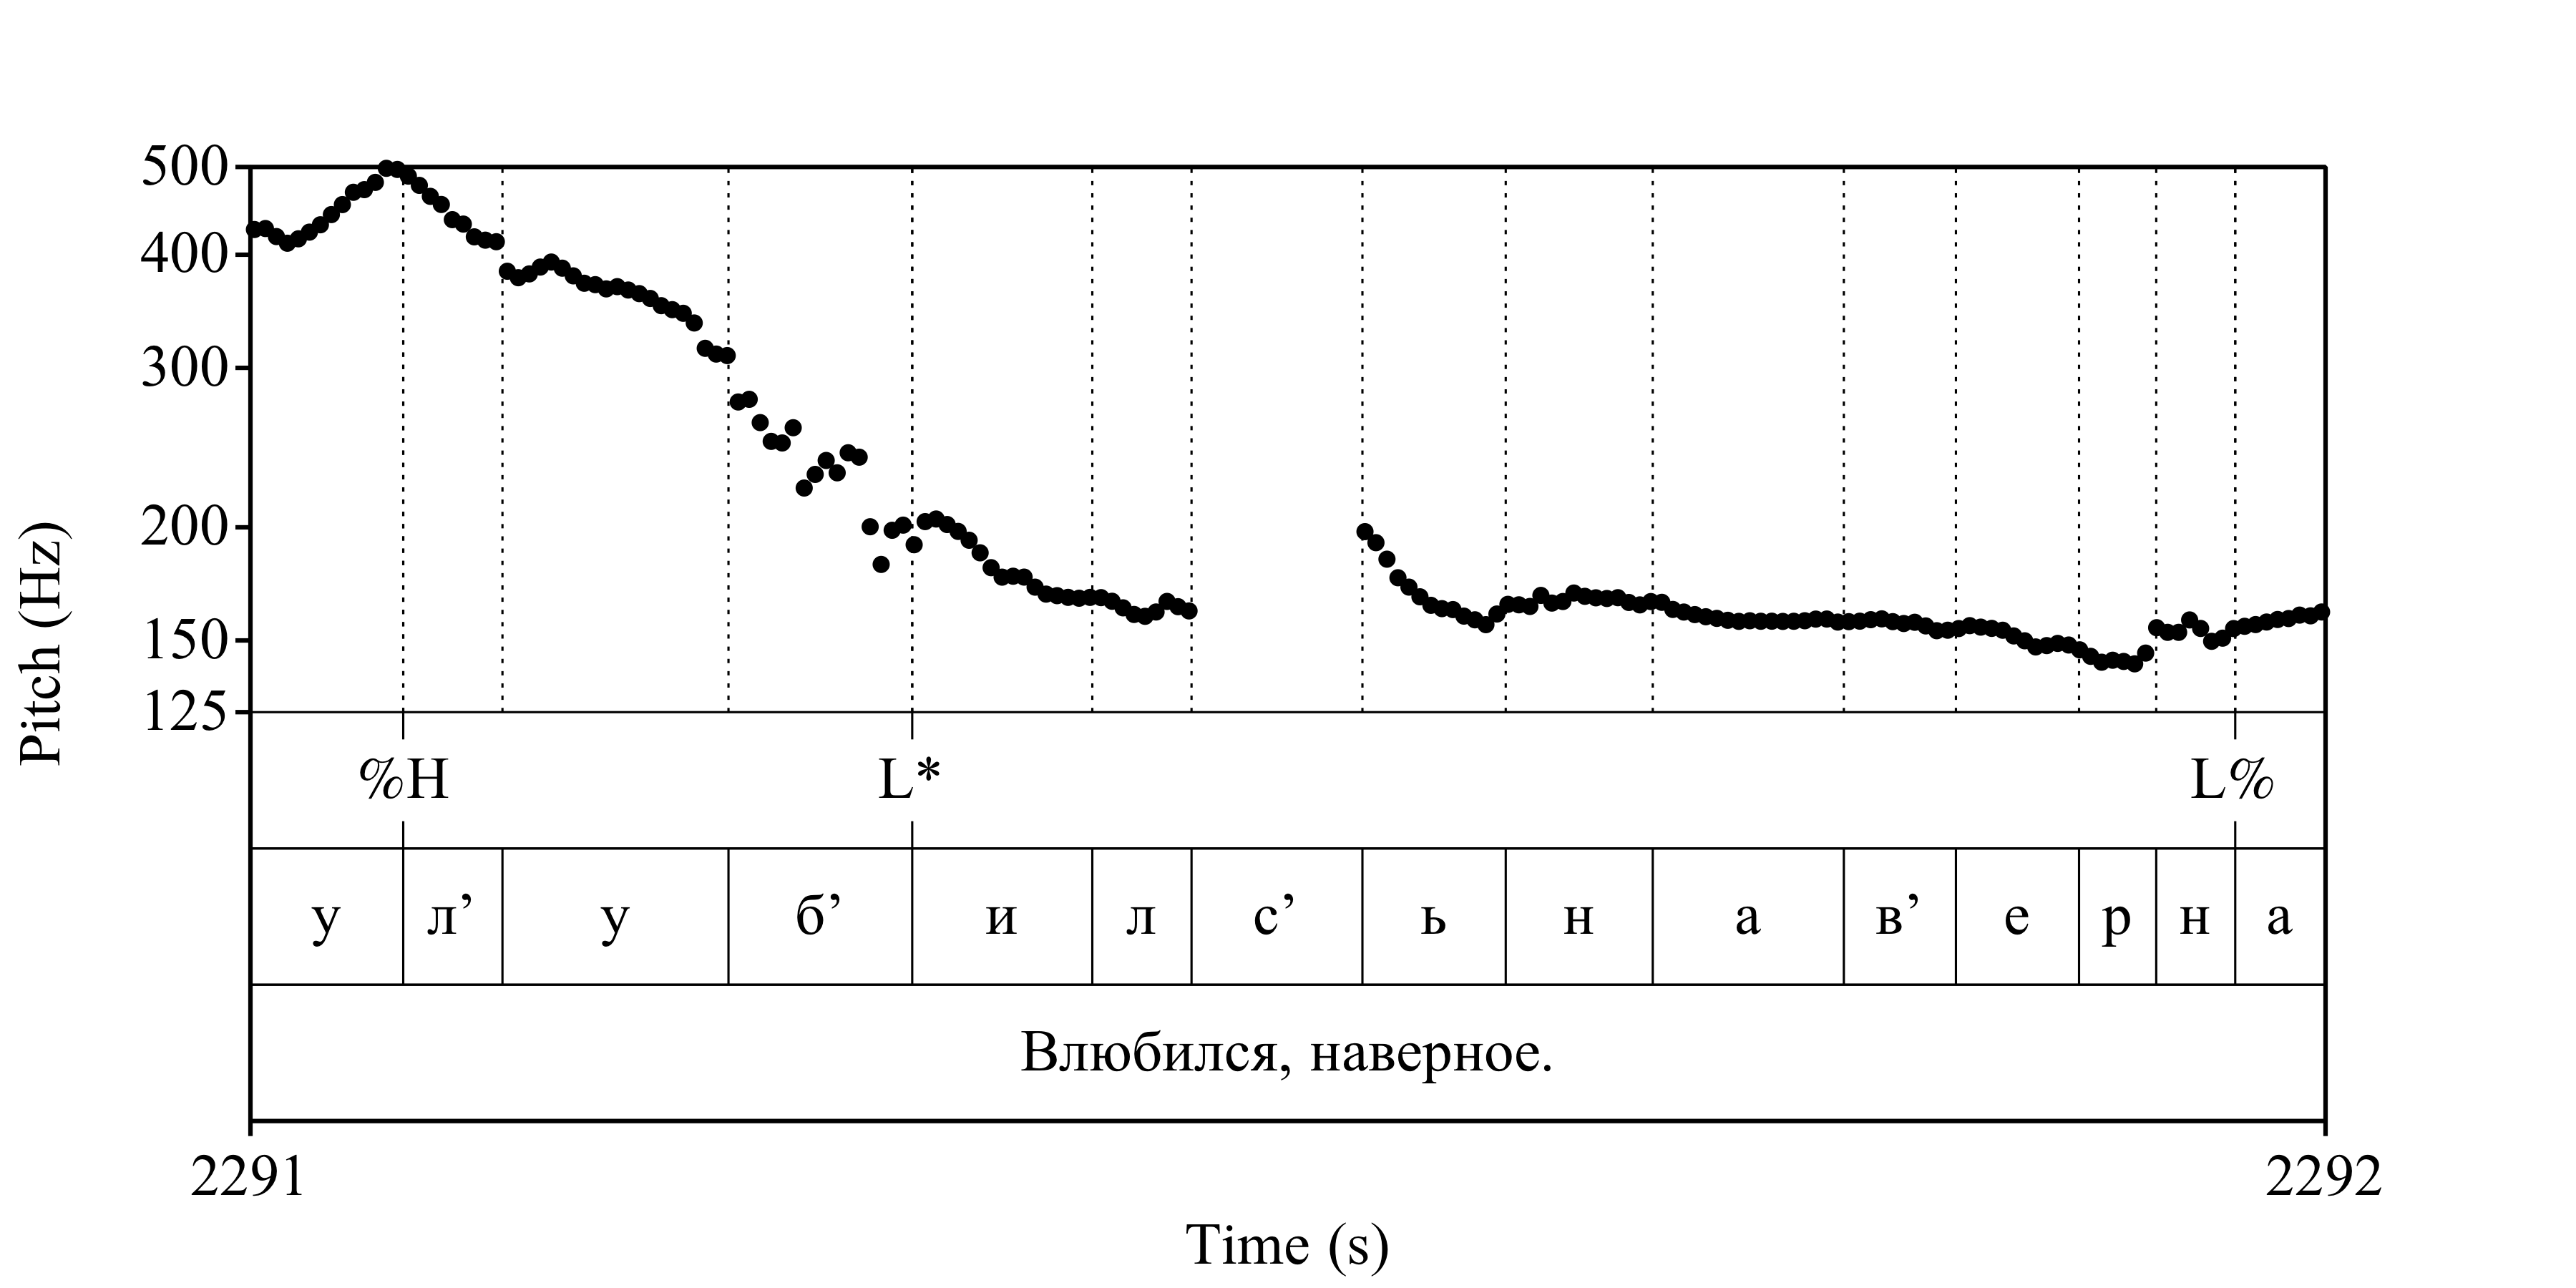 500
400
300
200
150
125
Pitch (Hz)
%H L* L%
у л’ у б’ и л с’ ь н а в’ е р н а
Влюбился, наверное.
2291 2292
Time (s)